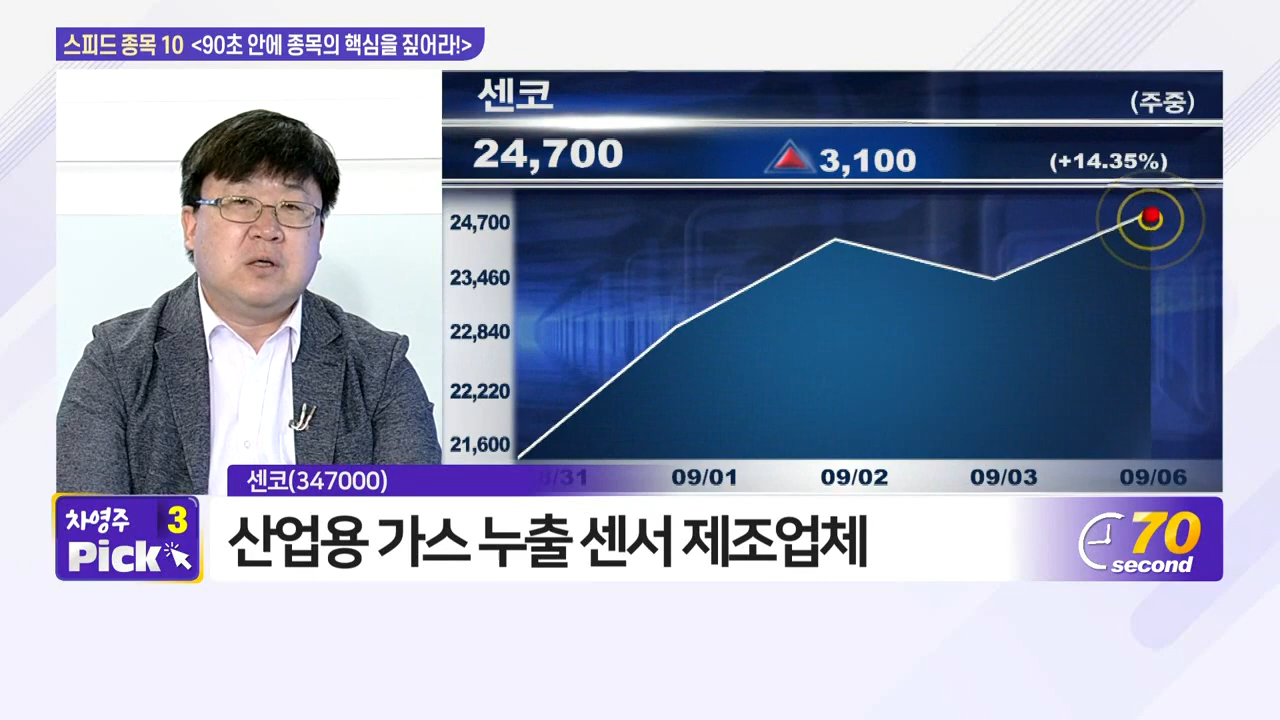 스피드 종목 10 <90초 안에 종목의 핵심을 짚어라!>
센코
(주중)
24,700 ▲ 3,100 (+14.35%)
24,700
23,460
22,840
22,220
21,600
8/31 09/01 09/02 09/03 09/06
센코(347000)
차영주 3
Pick
산업용 가스 누출 센서 제조업체
70
second